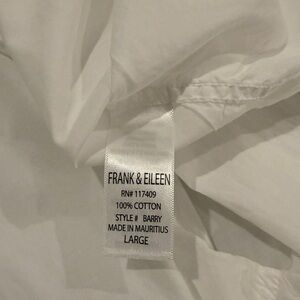 FRANK & EILEEN
RN# 117409
100% COTTON
STYLE # BARRY
MADE IN MAURITIUS
LARGE